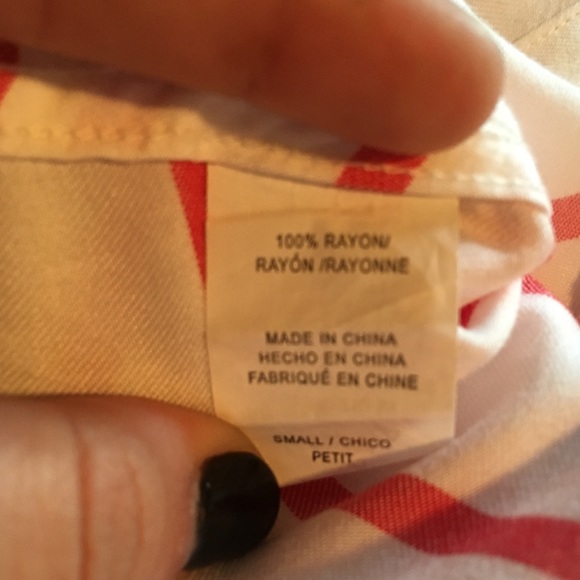 100% RAYON/
RAYÓN /RAYONNE
MADE IN CHINA
HECHO EN CHINA
FABRIQUÉ EN CHINE
SMALL / CHICO
PETIT